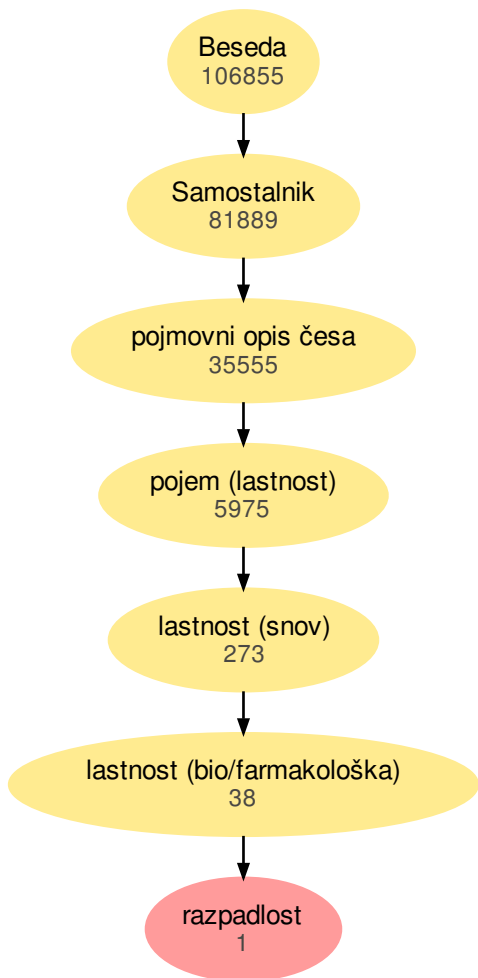 Beseda
106855
Samostalnik
81889
pojmovni opis česa
35555
pojem (lastnost)
5975
lastnost (snov)
273
lastnost (bio/farmakološka)
38
razpadlost
1